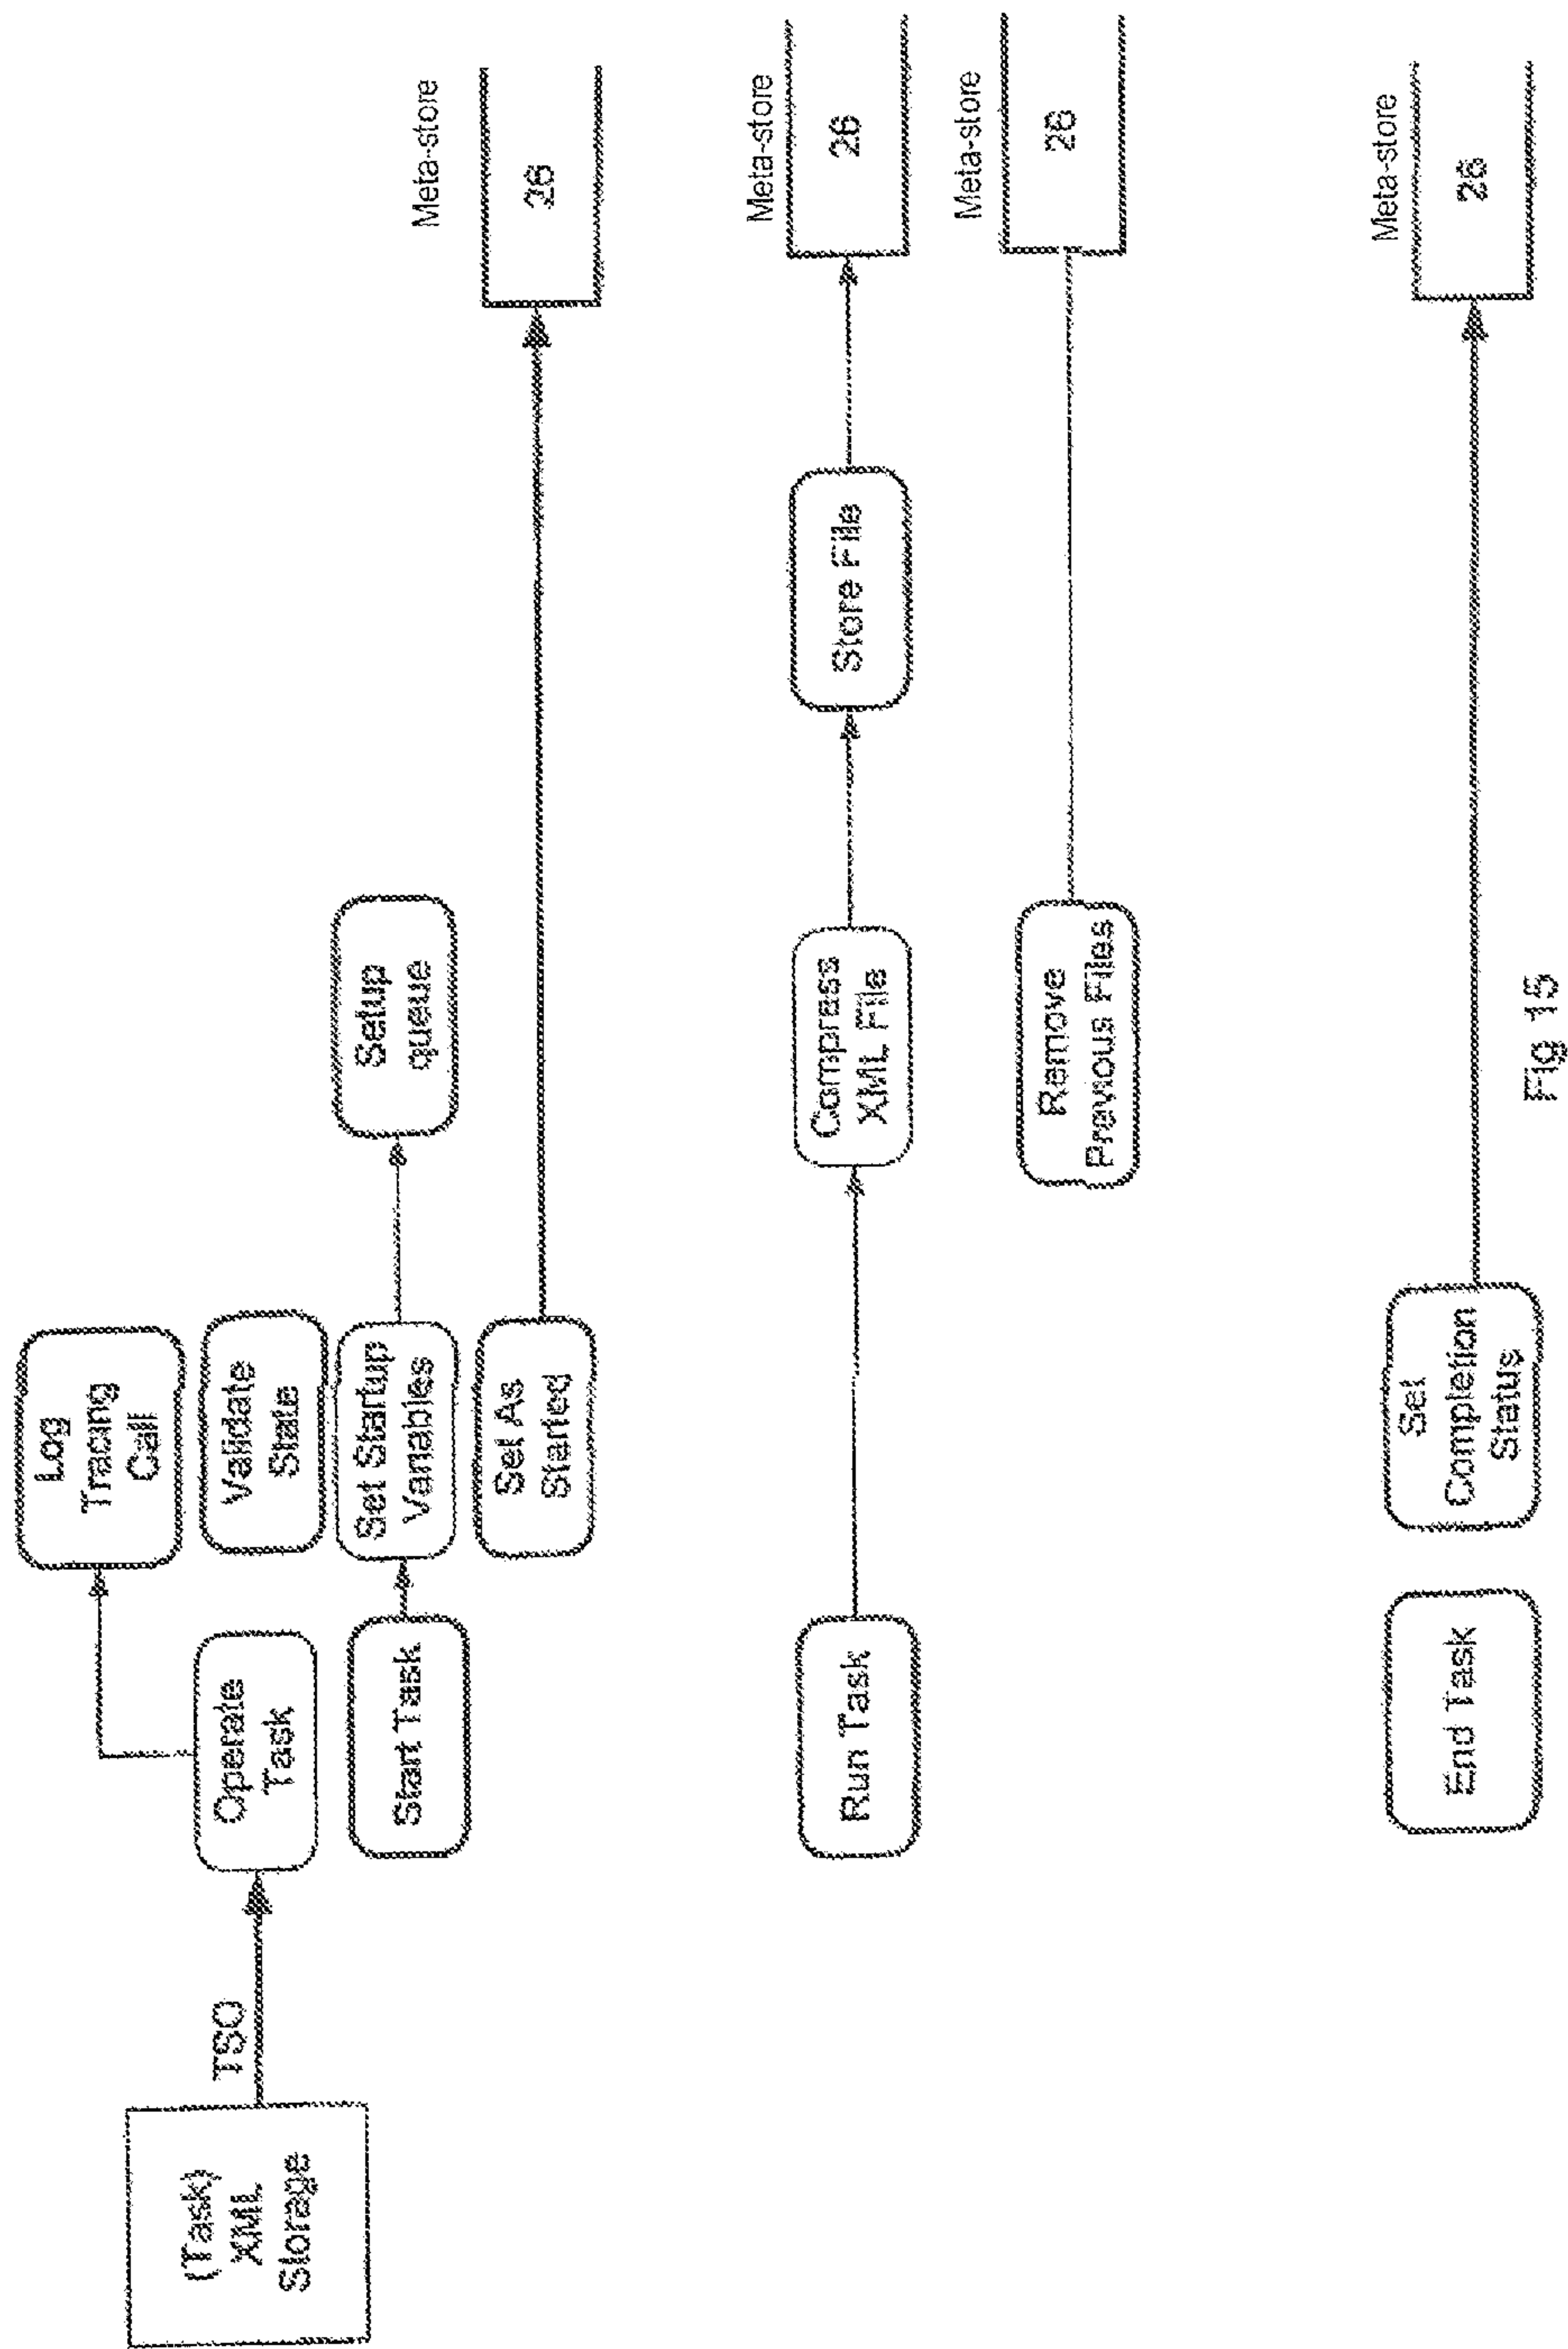 (Task)
XML
Storage
TSO
Operate
Task
Log
Tracing
Call
Validate
State
Start Task
Set Startup
Variables
Setup
queue
Set As
Started
Meta-store
26
Run Task
Compress
XML File
Store File
Meta-store
26
Remove
Previous Files
Meta-store
26
End Task
Set
Completion
Status
Meta-store
26
Fig 15